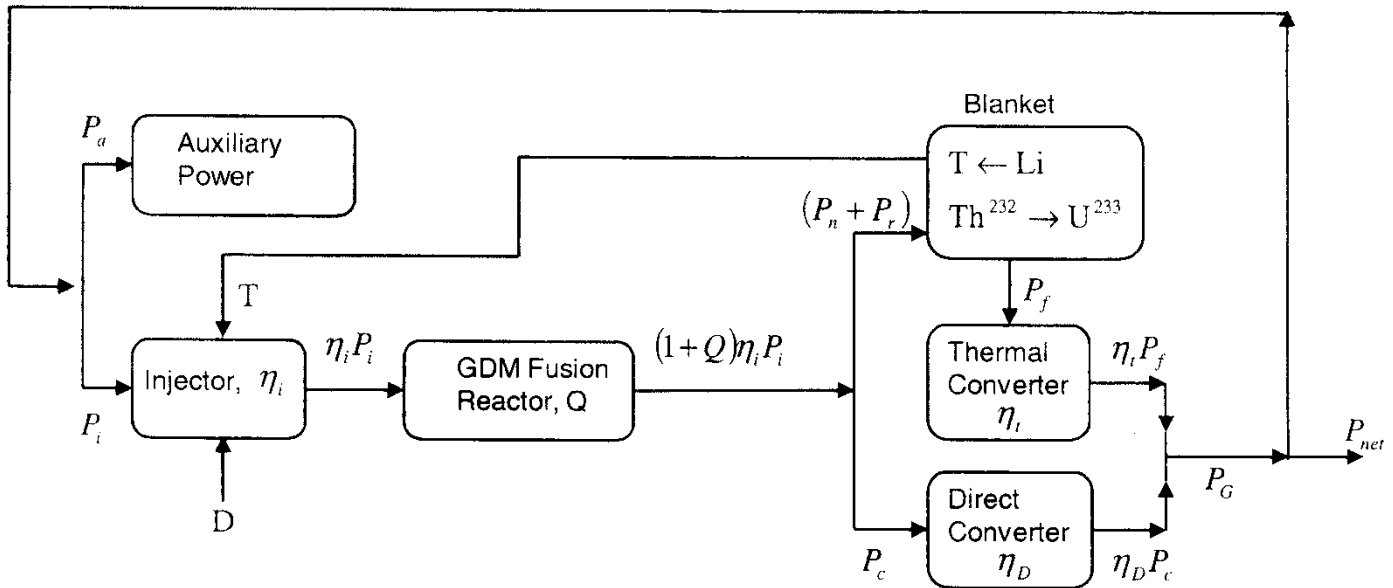 Blanket
P_a
Auxiliary
Power
T ← Li
Th^232 → U^233
(P_n + P_r)
P_f
T
Injector, η_i
P_i
D
η_i P_i
GDM Fusion
Reactor, Q
(1+Q)η_i P_i
Thermal
Converter
η_t
η_t P_f
P_c
Direct
Converter
η_D
η_D P_c
P_G
P_net